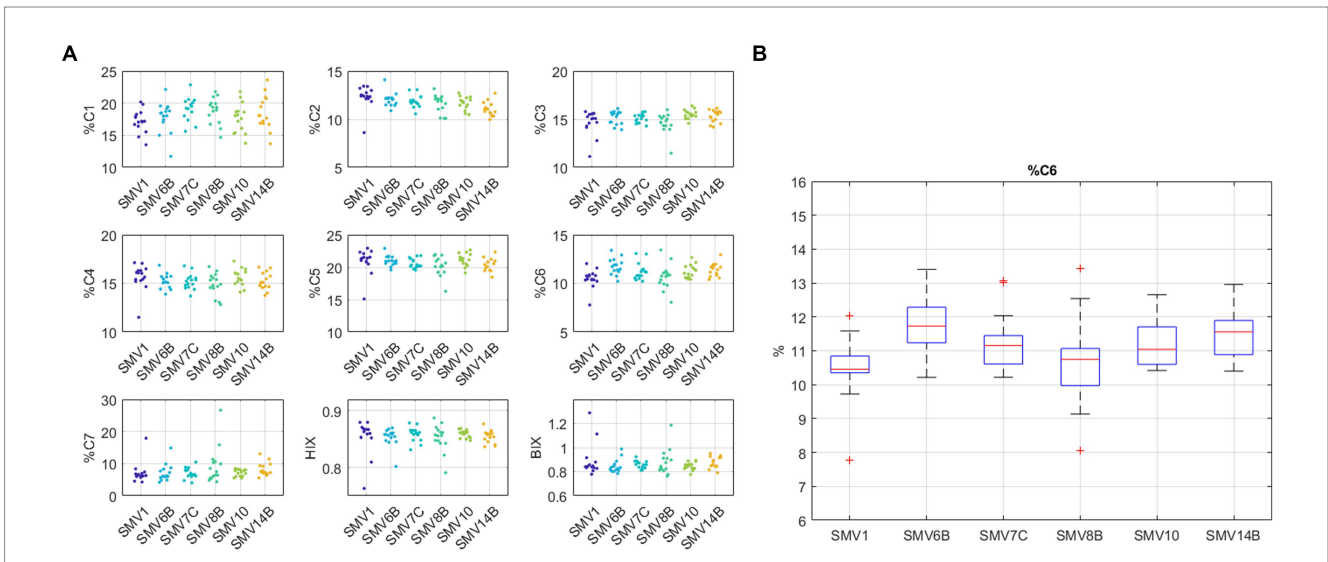 A
B
%C1
25
20
15
10
SMV1
SMV6B
SMV7C
SMV8B
SMV10
SMV14B
%C2
15
10
5
SMV1
SMV6B
SMV7C
SMV8B
SMV10
SMV14B
%C3
20
15
10
SMV1
SMV6B
SMV7C
SMV8B
SMV10
SMV14B
%C4
20
15
10
SMV1
SMV6B
SMV7C
SMV8B
SMV10
SMV14B
%C5
25
20
15
10
SMV1
SMV6B
SMV7C
SMV8B
SMV10
SMV14B
%C6
15
10
5
SMV1
SMV6B
SMV7C
SMV8B
SMV10
SMV14B
%C7
30
20
10
0
SMV1
SMV6B
SMV7C
SMV8B
SMV10
SMV14B
HIX
0.9
0.8
SMV1
SMV6B
SMV7C
SMV8B
SMV10
SMV14B
BIX
1.2
1
0.8
0.6
SMV1
SMV6B
SMV7C
SMV8B
SMV10
SMV14B
%C6
%
16
15
14
13
12
11
10
9
8
7
6
SMV1
SMV6B
SMV7C
SMV8B
SMV10
SMV14B